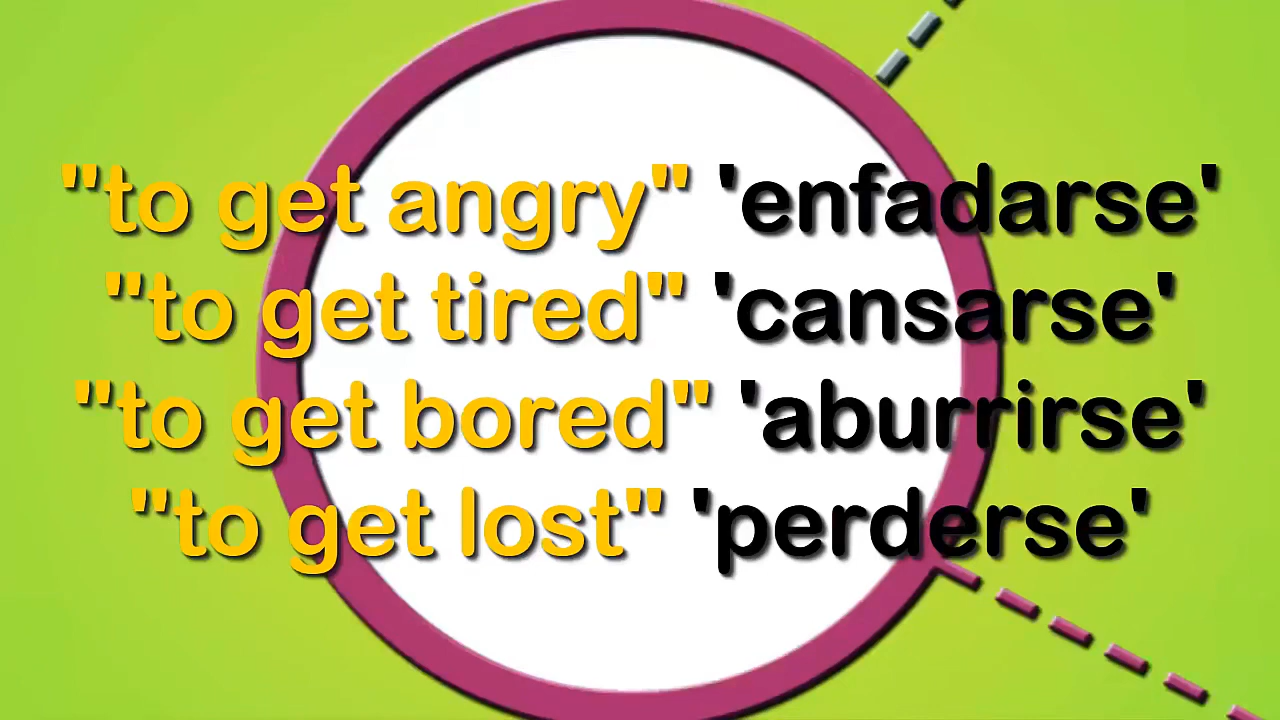 "to get angry" 'enfadarse'
"to get tired" 'cansarse'
"to get bored" 'aburrirse'
"to get lost" 'perderse'